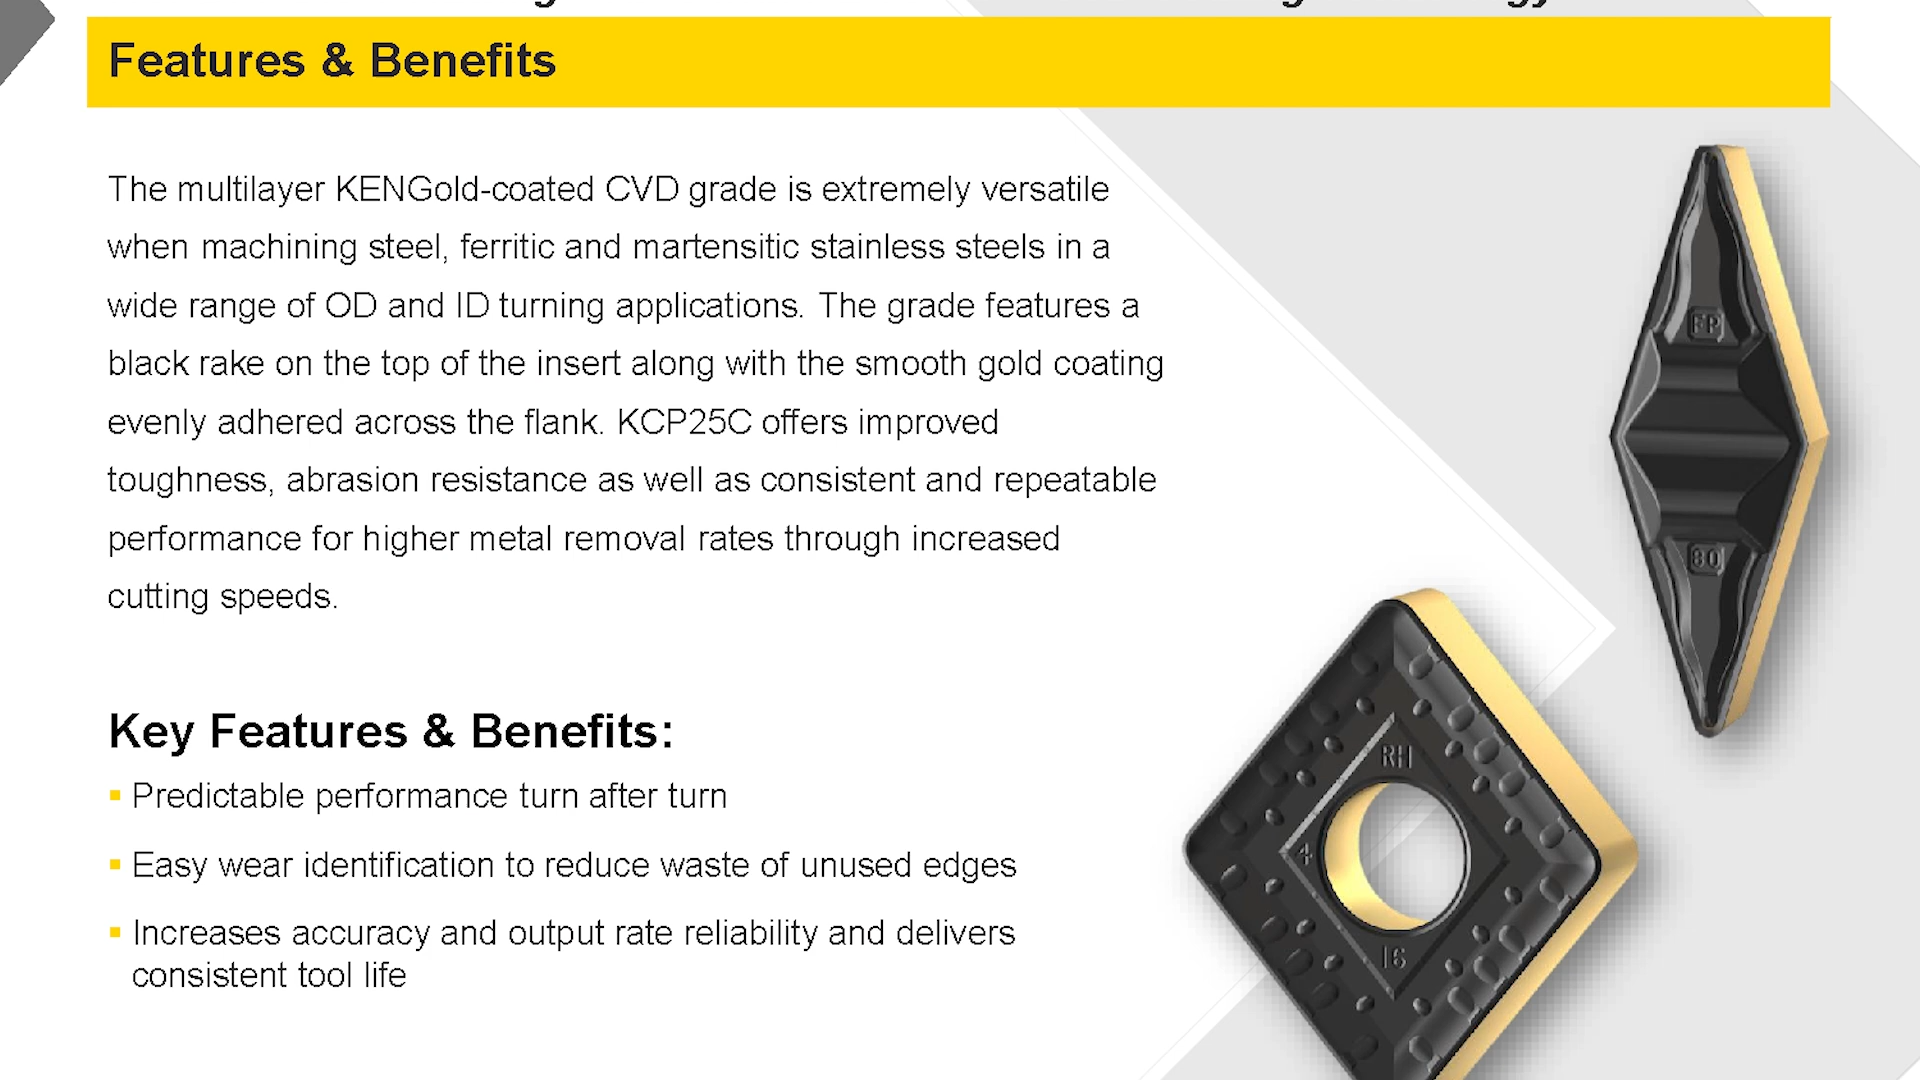 Features & Benefits
The multilayer KENGold-coated CVD grade is extremely versatile
when machining steel, ferritic and martensitic stainless steels in a
wide range of OD and ID turning applications. The grade features a
black rake on the top of the insert along with the smooth gold coating
evenly adhered across the flank. KCP25C offers improved
toughness, abrasion resistance as well as consistent and repeatable
performance for higher metal removal rates through increased
cutting speeds.
Key Features & Benefits:
▪ Predictable performance turn after turn
▪ Easy wear identification to reduce waste of unused edges
▪ Increases accuracy and output rate reliability and delivers
consistent tool life
FP
80
RH
4
16